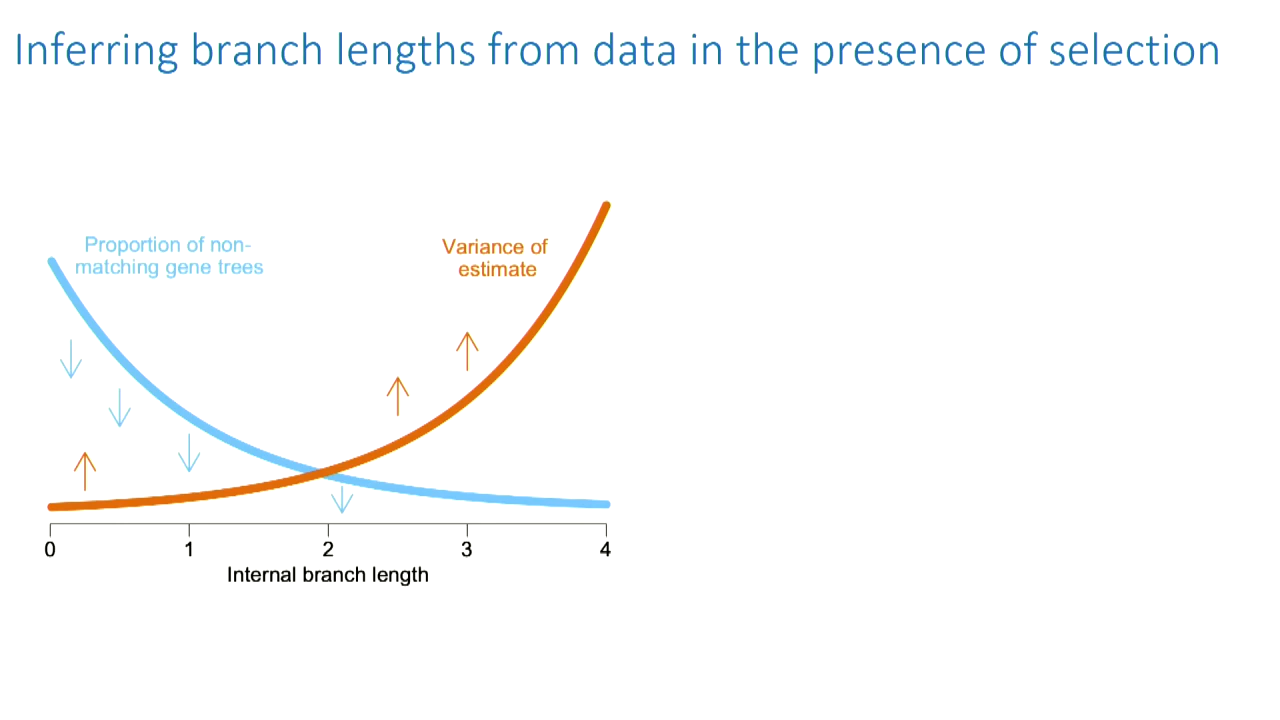 Inferring branch lengths from data in the presence of selection
Proportion of non-
matching gene trees
Variance of
estimate
0 1 2 3 4
Internal branch length